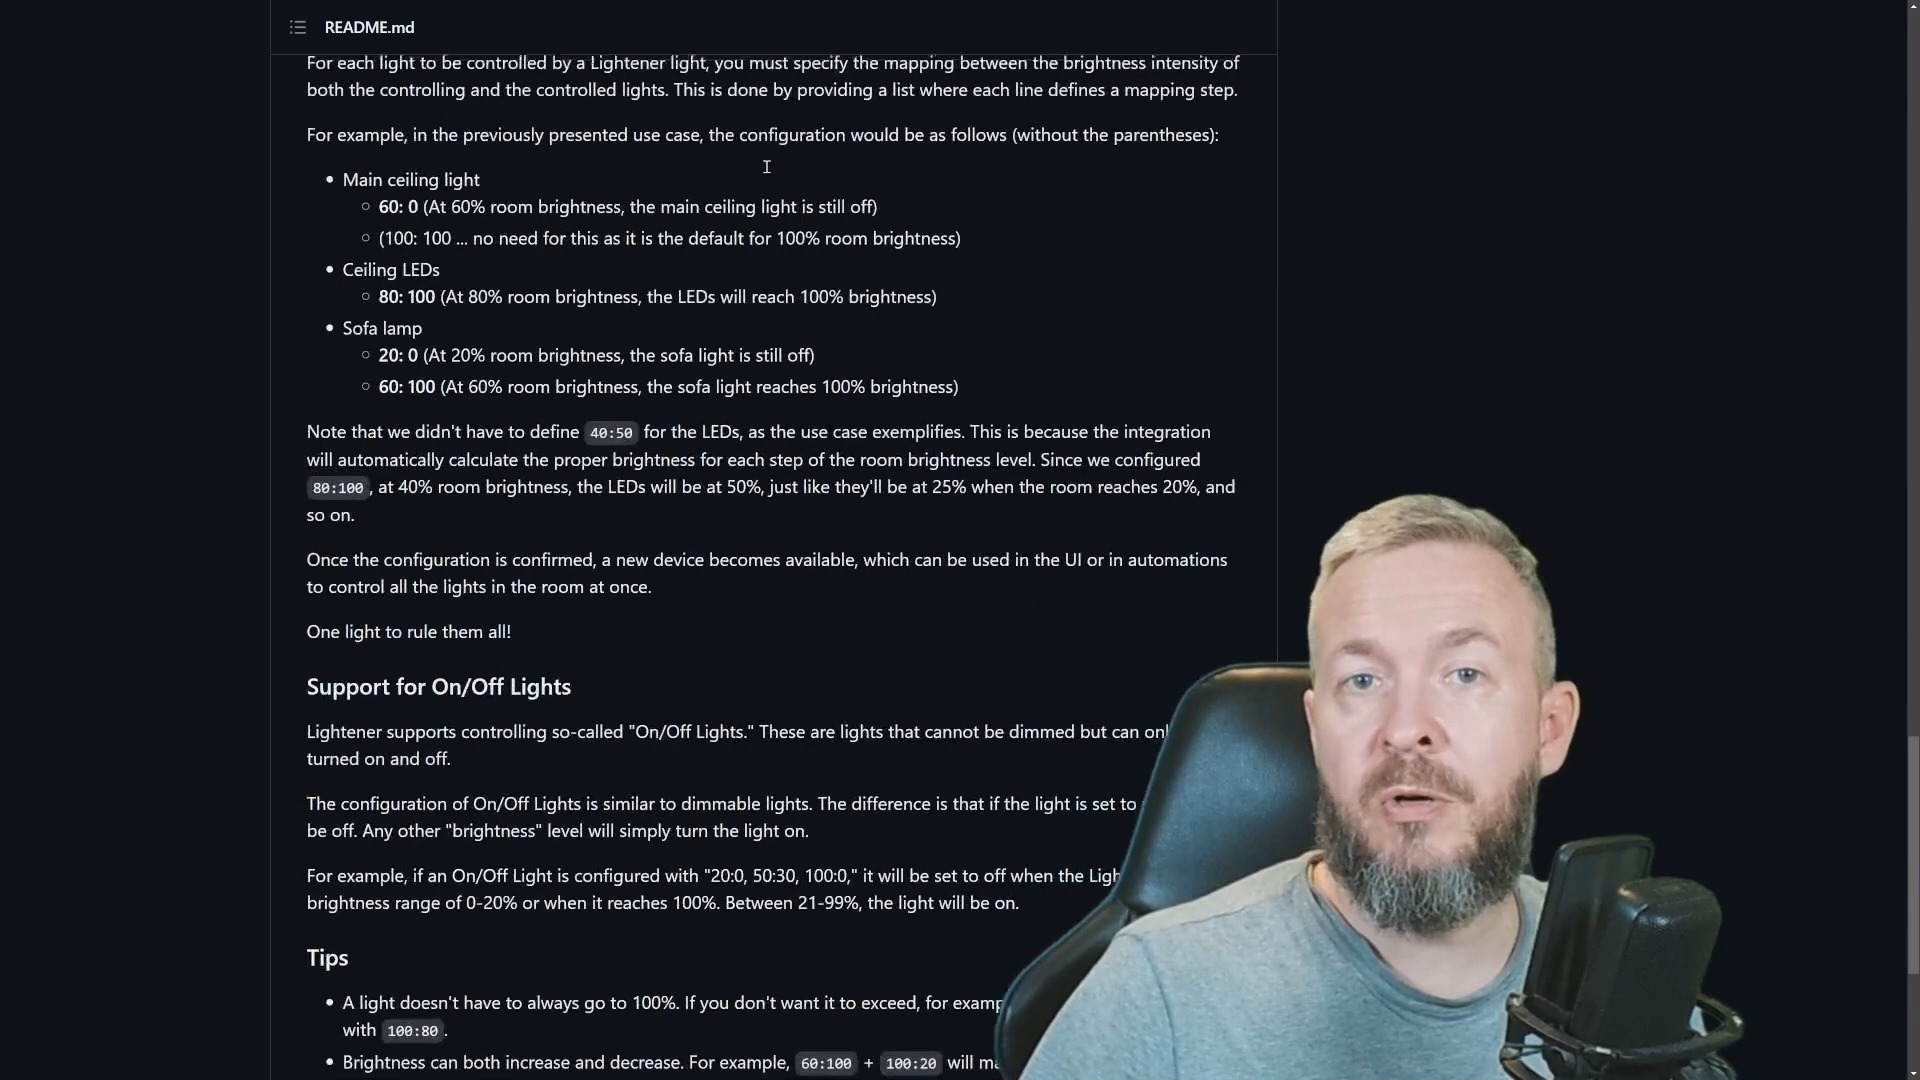 README.md
For each light to be controlled by a Lightener light, you must specify the mapping between the brightness intensity of
both the controlling and the controlled lights. This is done by providing a list where each line defines a mapping step.
For example, in the previously presented use case, the configuration would be as follows (without the parentheses):
Main ceiling light
60: 0 (At 60% room brightness, the main ceiling light is still off)
(100: 100 ... no need for this as it is the default for 100% room brightness)
Ceiling LEDs
80: 100 (At 80% room brightness, the LEDs will reach 100% brightness)
Sofa lamp
20: 0 (At 20% room brightness, the sofa light is still off)
60: 100 (At 60% room brightness, the sofa light reaches 100% brightness)
Note that we didn't have to define 40:50 for the LEDs, as the use case exemplifies. This is because the integration
will automatically calculate the proper brightness for each step of the room brightness level. Since we configured
80:100, at 40% room brightness, the LEDs will be at 50%, just like they'll be at 25% when the room reaches 20%, and
so on.
Once the configuration is confirmed, a new device becomes available, which can be used in the UI or in automations
to control all the lights in the room at once.
One light to rule them all!
Support for On/Off Lights
Lightener supports controlling so-called "On/Off Lights." These are lights that cannot be dimmed but can
turned on and off.
The configuration of On/Off Lights is similar to dimmable lights. The difference is that if the light is set to
be off. Any other "brightness" level will simply turn the light on.
For example, if an On/Off Light is configured with "20:0, 50:30, 100:0," it will be set to off when the
brightness range of 0-20% or when it reaches 100%. Between 21-99%, the light will be on.
Tips
A light doesn't have to always go to 100%. If you don't want it to exceed, for
with 100:80.
Brightness can both increase and decrease. For example, 60:100 + 100:20 will